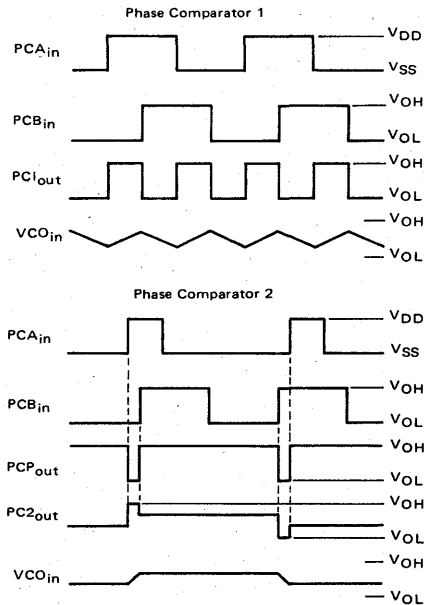 Phase Comparator 1
PCAin
VDD
VSS
PCBin
VOH
VOL
PCIout
VOH
VOL
VCOin
VOH
VOL
Phase Comparator 2
PCAin
VDD
VSS
PCBin
VOH
VOL
PCPout
VOH
VOL
PC2out
VOH
VOL
VCOin
VOH
VOL